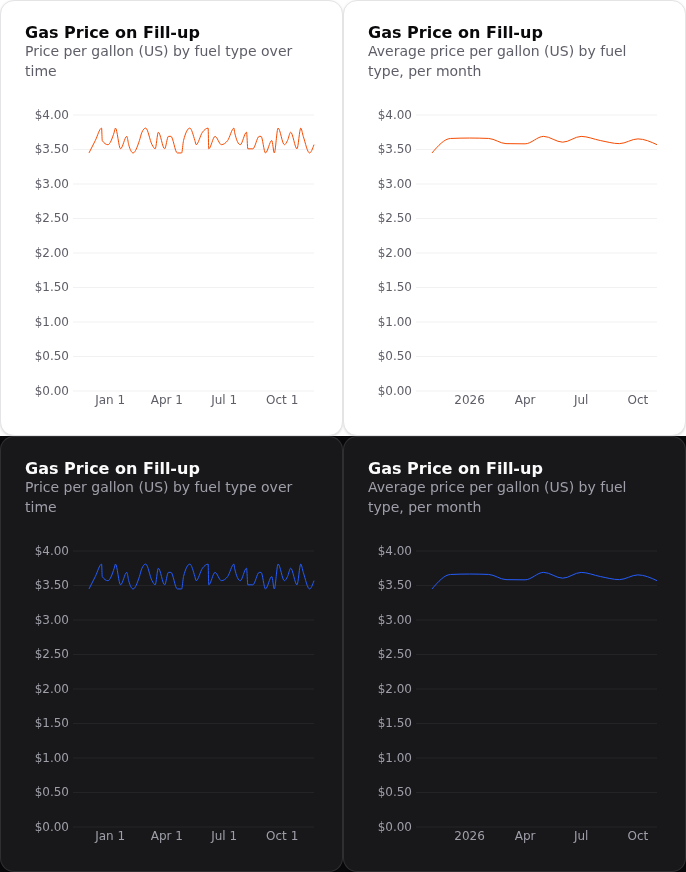 Gas Price on Fill-up
Price per gallon (US) by fuel type over
time
$4.00
$3.50
$3.00
$2.50
$2.00
$1.50
$1.00
$0.50
$0.00
Jan 1 Apr 1 Jul 1 Oct 1
Gas Price on Fill-up
Average price per gallon (US) by fuel
type, per month
$4.00
$3.50
$3.00
$2.50
$2.00
$1.50
$1.00
$0.50
$0.00
2026 Apr Jul Oct
Gas Price on Fill-up
Price per gallon (US) by fuel type over
time
$4.00
$3.50
$3.00
$2.50
$2.00
$1.50
$1.00
$0.50
$0.00
Jan 1 Apr 1 Jul 1 Oct 1
Gas Price on Fill-up
Average price per gallon (US) by fuel
type, per month
$4.00
$3.50
$3.00
$2.50
$2.00
$1.50
$1.00
$0.50
$0.00
2026 Apr Jul Oct